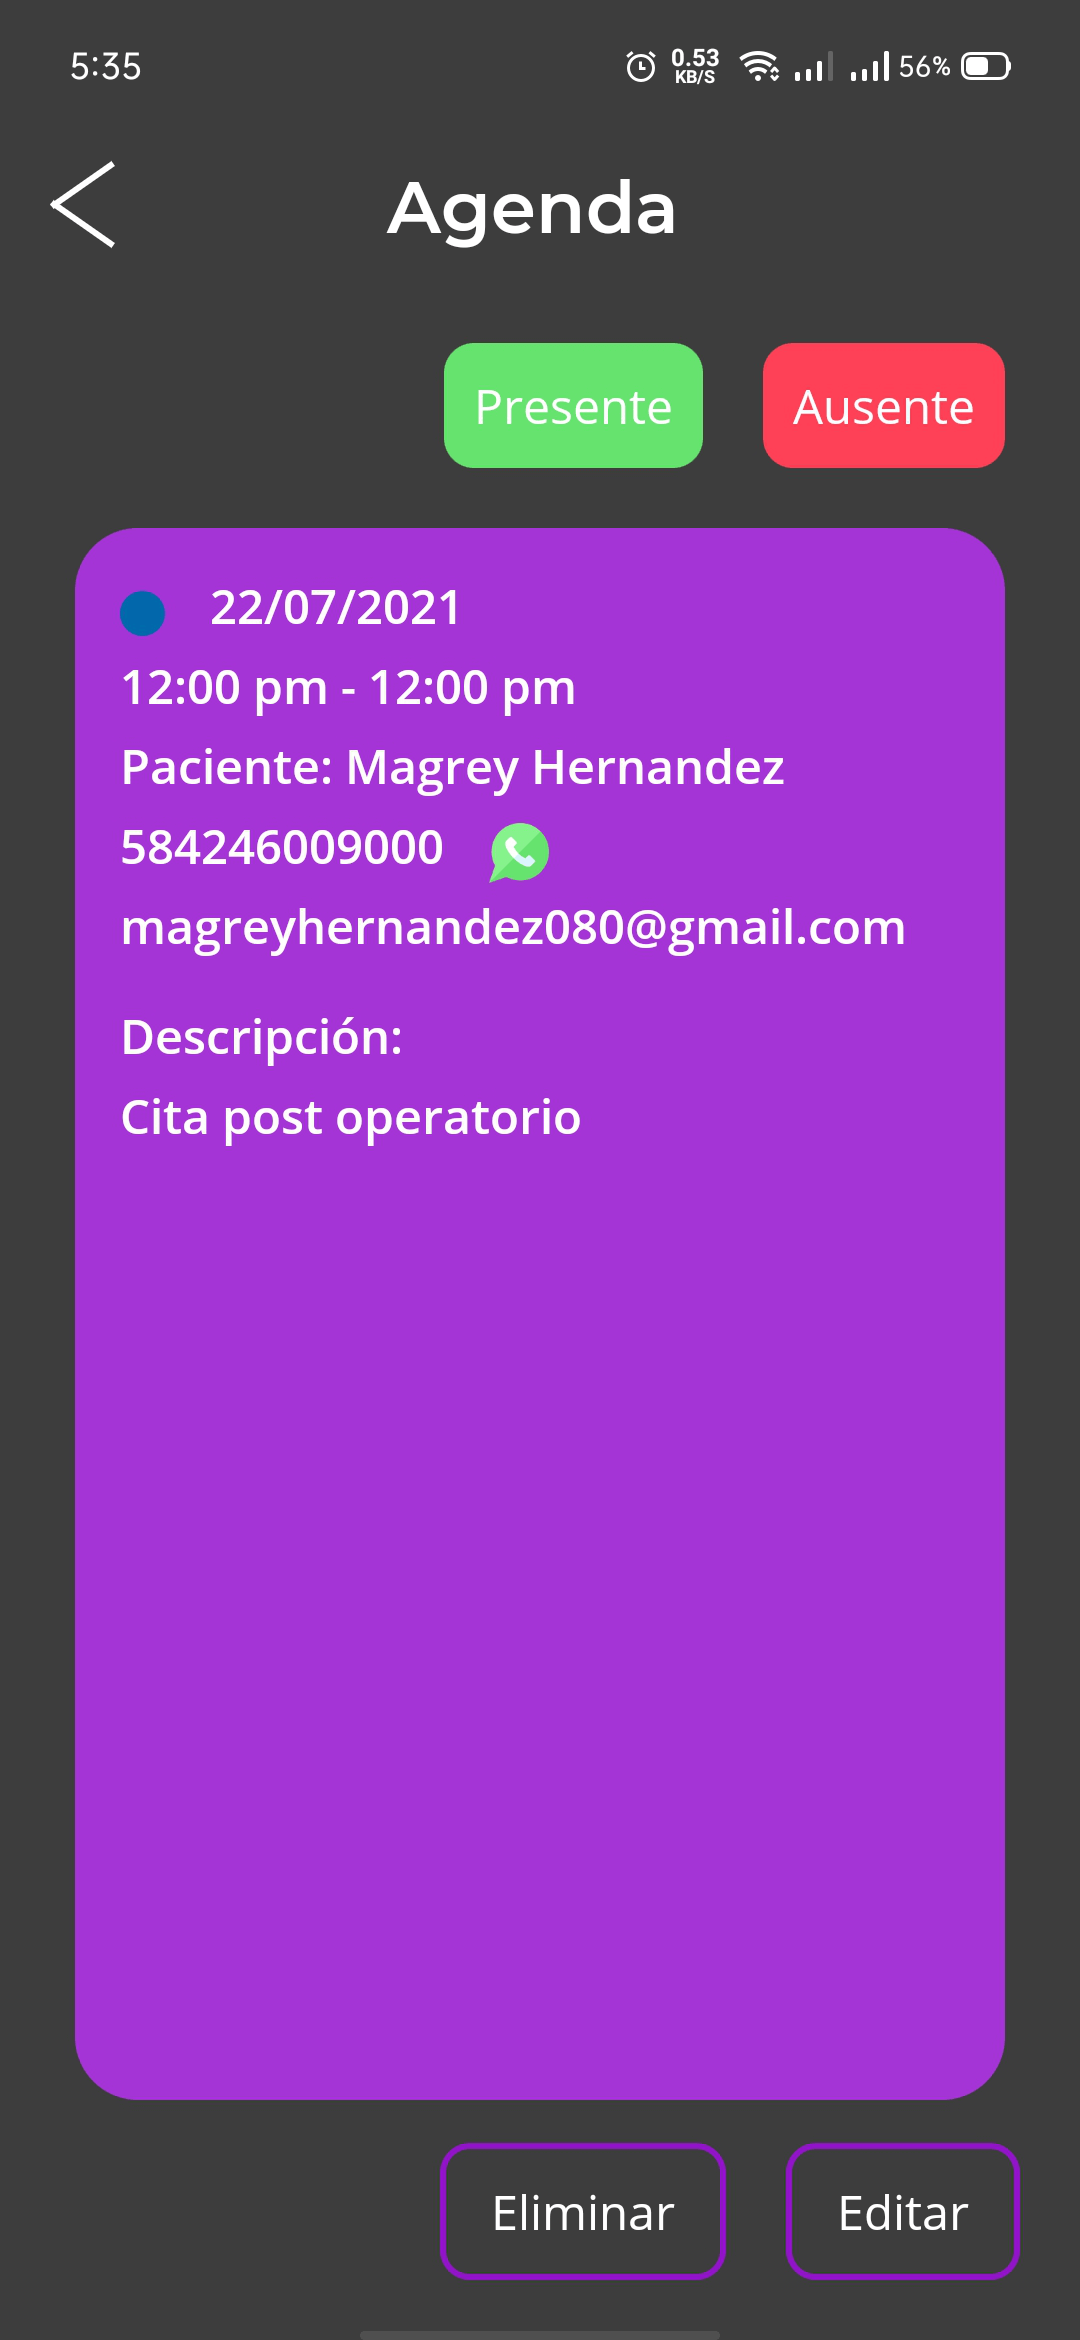 5:35
0.53
KB/S
56%
Agenda
Presente
Ausente
22/07/2021
12:00 pm - 12:00 pm
Paciente: Magrey Hernandez
584246009000
magreyhernandez080@gmail.com
Descripción:
Cita post operatorio
Eliminar
Editar